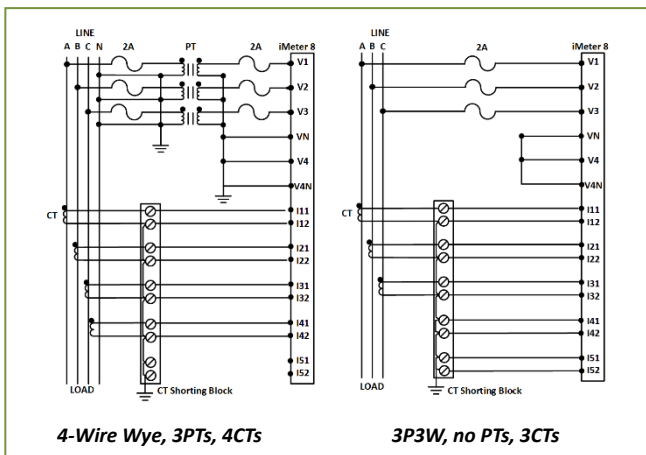 LINE
A B C N 2A PT 2A iMeter 8
V1
V2
V3
VN
V4
V4N
CT
I11
I12
I21
I22
I31
I32
I41
I42
I51
I52
LOAD
CT Shorting Block
4-Wire Wye, 3PTs, 4CTs
LINE
A B C 2A iMeter 8
V1
V2
V3
VN
V4
V4N
CT
I11
I12
I21
I22
I31
I32
I41
I42
I51
I52
LOAD
CT Shorting Block
3P3W, no PTs, 3CTs